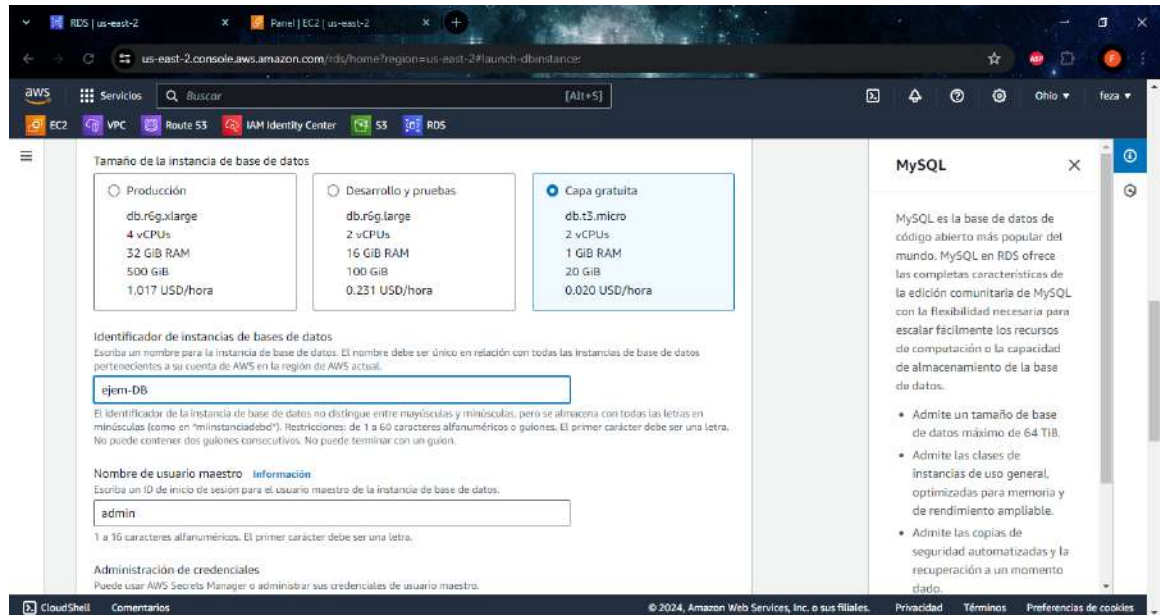 RDS | us-east-2
Panel | EC2 | us-east-2
us-east-2.console.aws.amazon.com/rds/home?region=us-east-2#launch-dbinstance:
ABP
F
aws
Servicios
Buscar
[Alt+S]
Ohio
feza
EC2
VPC
Route 53
IAM Identity Center
S3
RDS
Tamaño de la instancia de base de datos
Producción
db.r6g.xlarge
4 vCPUs
32 GiB RAM
500 GiB
1.017 USD/hora
Desarrollo y pruebas
db.r6g.large
2 vCPUs
16 GiB RAM
100 GiB
0.231 USD/hora
Capa gratuita
db.t3.micro
2 vCPUs
1 GiB RAM
20 GiB
0.020 USD/hora
Identificador de instancias de bases de datos
Escriba un nombre para la instancia de base de datos. El nombre debe ser único en relación con todas las instancias de base de datos
pertenecientes a su cuenta de AWS en la región de AWS actual.
ejem-DB
El identificador de la instancia de base de datos no distingue entre mayúsculas y minúsculas, pero se almacena con todas las letras en
minúsculas (como en "miinstanciadebd"). Restricciones: de 1 a 60 caracteres alfanuméricos o guiones. El primer carácter debe ser una letra.
No puede contener dos guiones consecutivos. No puede terminar con un guion.
Nombre de usuario maestro Información
Escriba un ID de inicio de sesión para el usuario maestro de la instancia de base de datos.
admin
1 a 16 caracteres alfanuméricos. El primer carácter debe ser una letra.
Administración de credenciales
Puede usar AWS Secrets Manager o administrar sus credenciales de usuario maestro.
MySQL
MySQL es la base de datos de
código abierto más popular del
mundo. MySQL en RDS ofrece
las completas características de
la edición comunitaria de MySQL
con la flexibilidad necesaria para
escalar fácilmente los recursos
de computación o la capacidad
de almacenamiento de la base
de datos.
Admite un tamaño de base
de datos máximo de 64 TiB.
Admite las clases de
instancias de uso general,
optimizadas para memoria y
de rendimiento ampliable.
Admite las copias de
seguridad automatizadas y la
recuperación a un momento
dado.
CloudShell
Comentarios
© 2024, Amazon Web Services, Inc. o sus filiales.
Privacidad
Términos
Preferencias de cookies